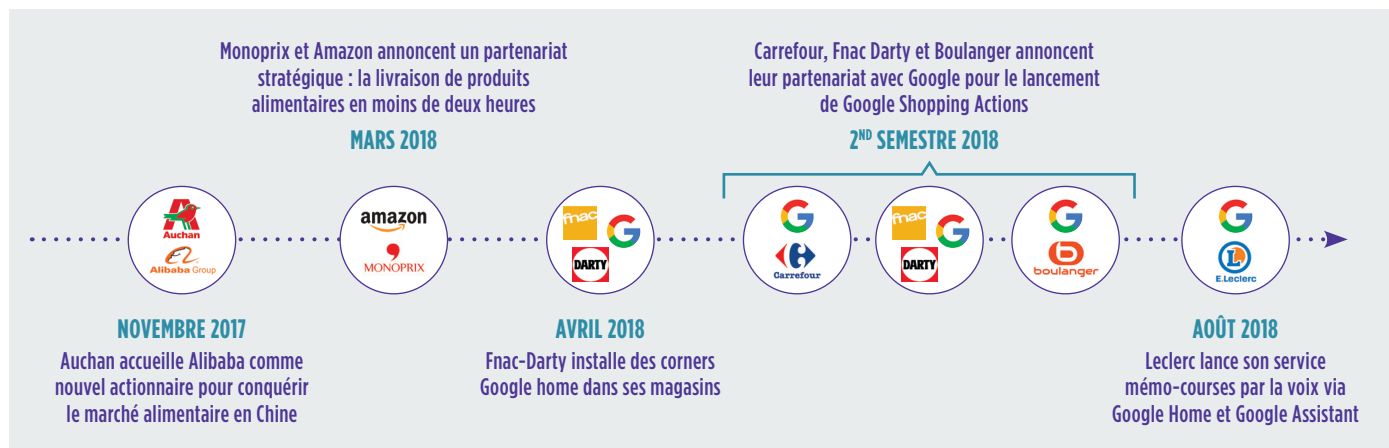 Monoprix et Amazon annoncent un partenariat
stratégique : la livraison de produits
alimentaires en moins de deux heures
MARS 2018
Carrefour, Fnac Darty et Boulanger annoncent
leur partenariat avec Google pour le lancement
de Google Shopping Actions
2ND SEMESTRE 2018
Auchan
Alibaba Group
amazon
MONOPRIX
fnac
G
DARTY
G
Carrefour
fnac
G
DARTY
G
b
boulanger
G
L
E.Leclerc
NOVEMBRE 2017
Auchan accueille Alibaba comme
nouvel actionnaire pour conquérir
le marché alimentaire en Chine
AVRIL 2018
Fnac-Darty installe des corners
Google home dans ses magasins
AOÛT 2018
Leclerc lance son service
mémo-courses par la voix via
Google Home et Google Assistant